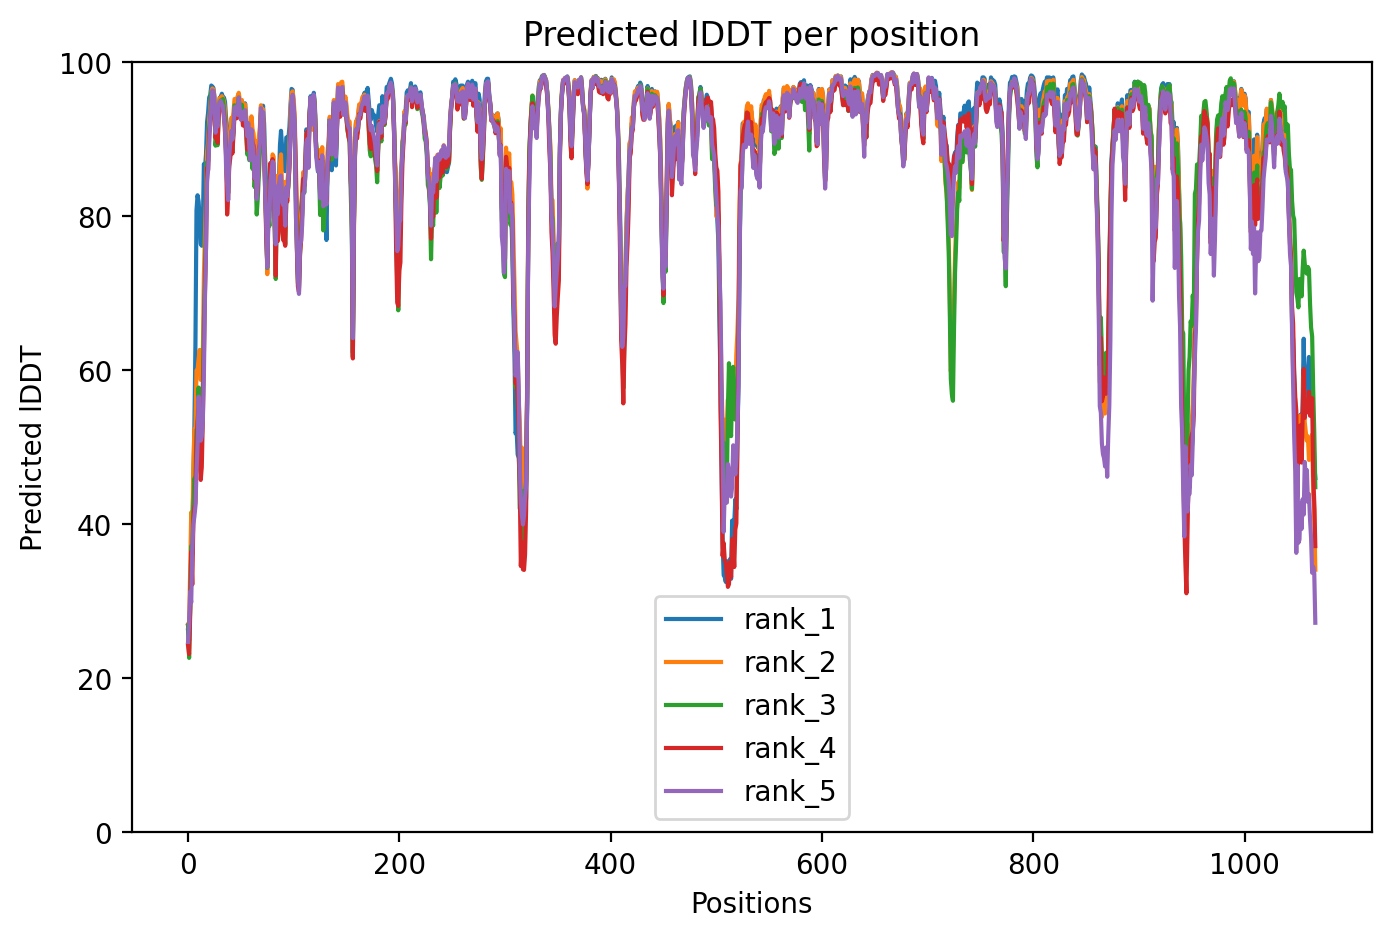 Predicted lDDT per position
100
80
60
40
20
0
Predicted lDDT
0 200 400 600 800 1000
Positions
rank_1
rank_2
rank_3
rank_4
rank_5